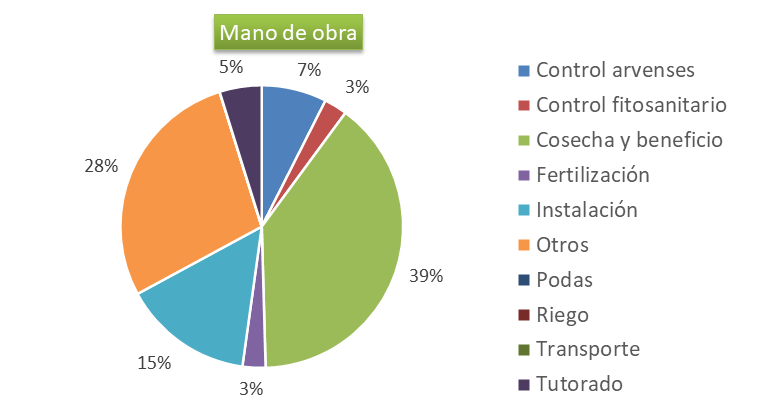 Mano de obra
5%
7%
3%
28%
39%
15%
3%
Control arvenses
Control fitosanitario
Cosecha y beneficio
Fertilización
Instalación
Otros
Podas
Riego
Transporte
Tutorado